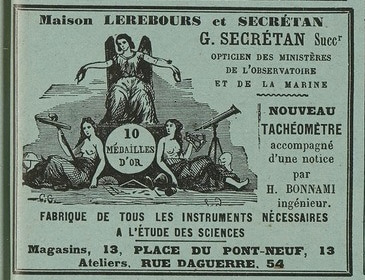 Maison LEREBOURS et SECRÉTAN
G. SECRÉTAN Succʳ
OPTICIEN DES MINISTÈRES
DE L'OBSERVATOIRE
ET DE LA MARINE
10
MÉDAILLES
D'OR
NOUVEAU
TACHÉOMÈTRE
accompagné
d'une notice
par
H. BONNAMI
ingénieur.
FABRIQUE DE TOUS LES INSTRUMENTS NÉCESSAIRES
A L'ÉTUDE DES SCIENCES
Magasins, 13, PLACE DU PONT-NEUF, 13
Ateliers, RUE DAGUERRE, 54